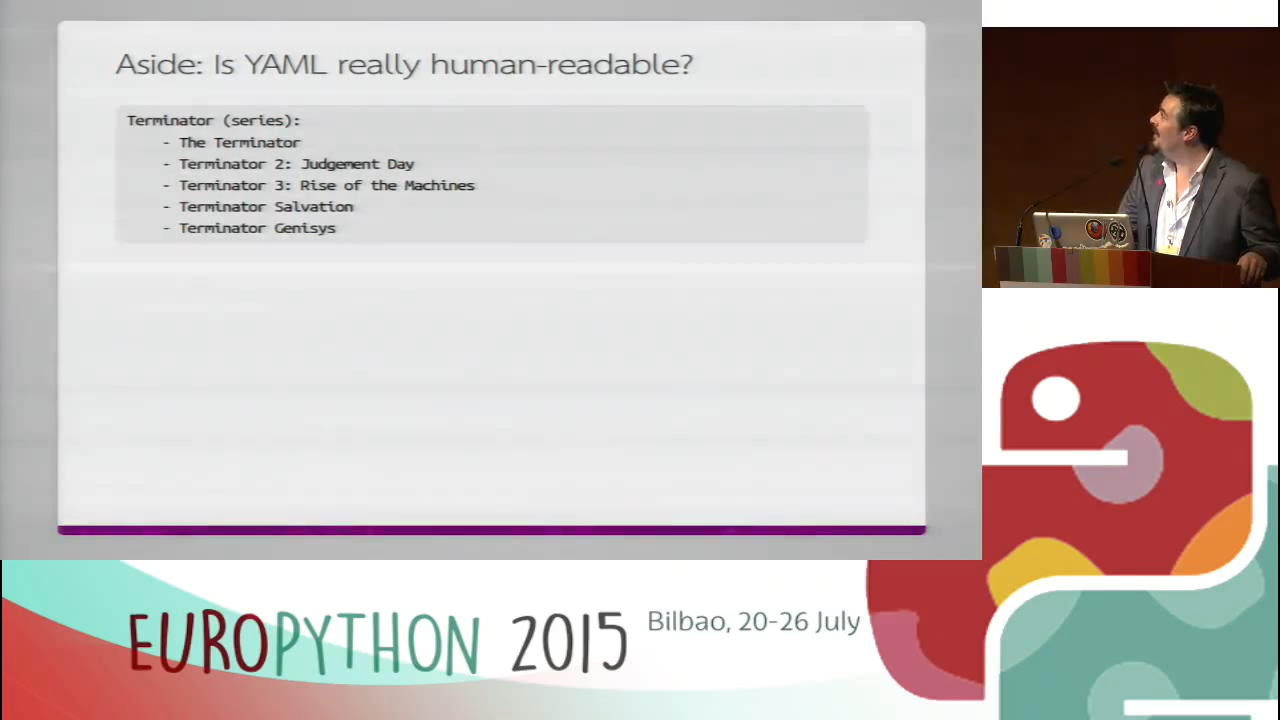 Aside: Is YAML really human-readable?
Terminator (series):
- The Terminator
- Terminator 2: Judgement Day
- Terminator 3: Rise of the Machines
- Terminator Salvation
- Terminator Genisys
EUROPYTHON 2015
Bilbao, 20-26 July